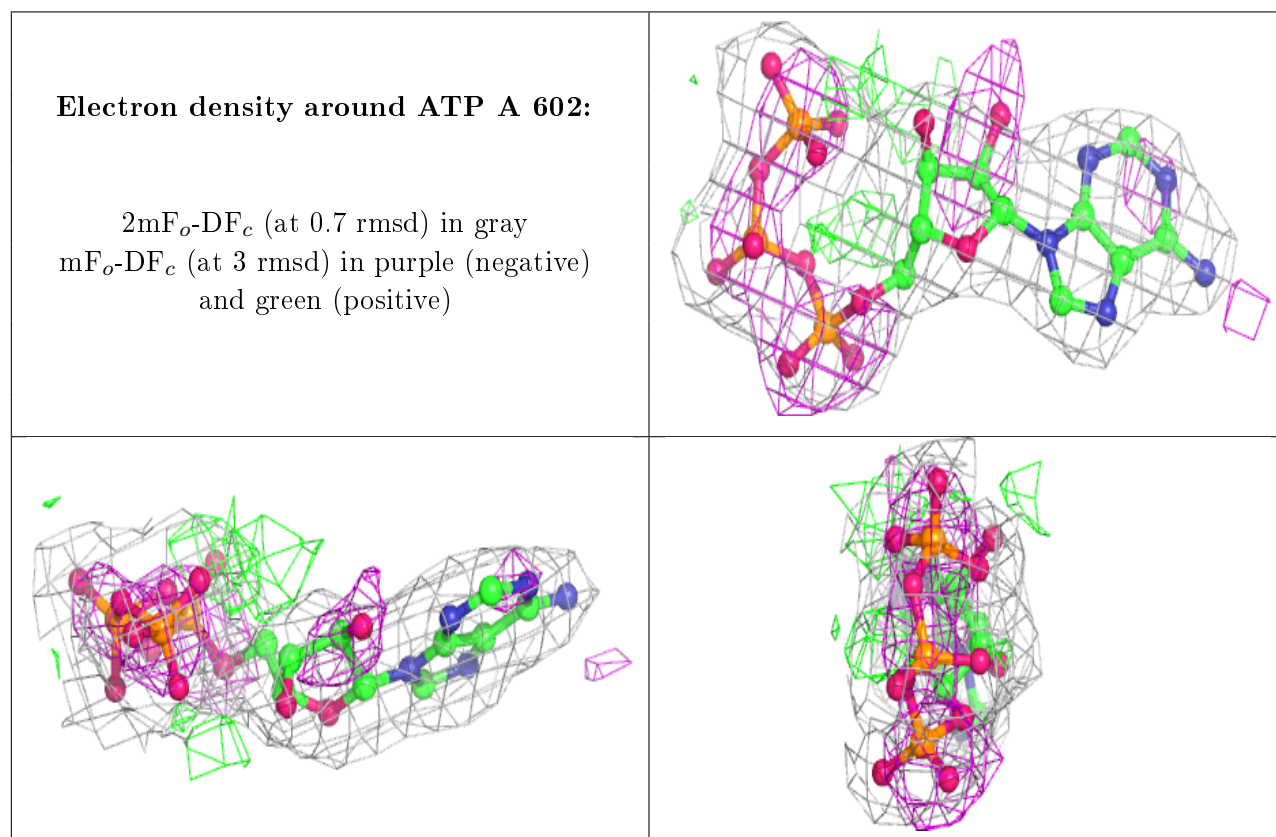 Electron density around ATP A 602:
2mFo-DFc (at 0.7 rmsd) in gray
mFo-DFc (at 3 rmsd) in purple (negative)
and green (positive)